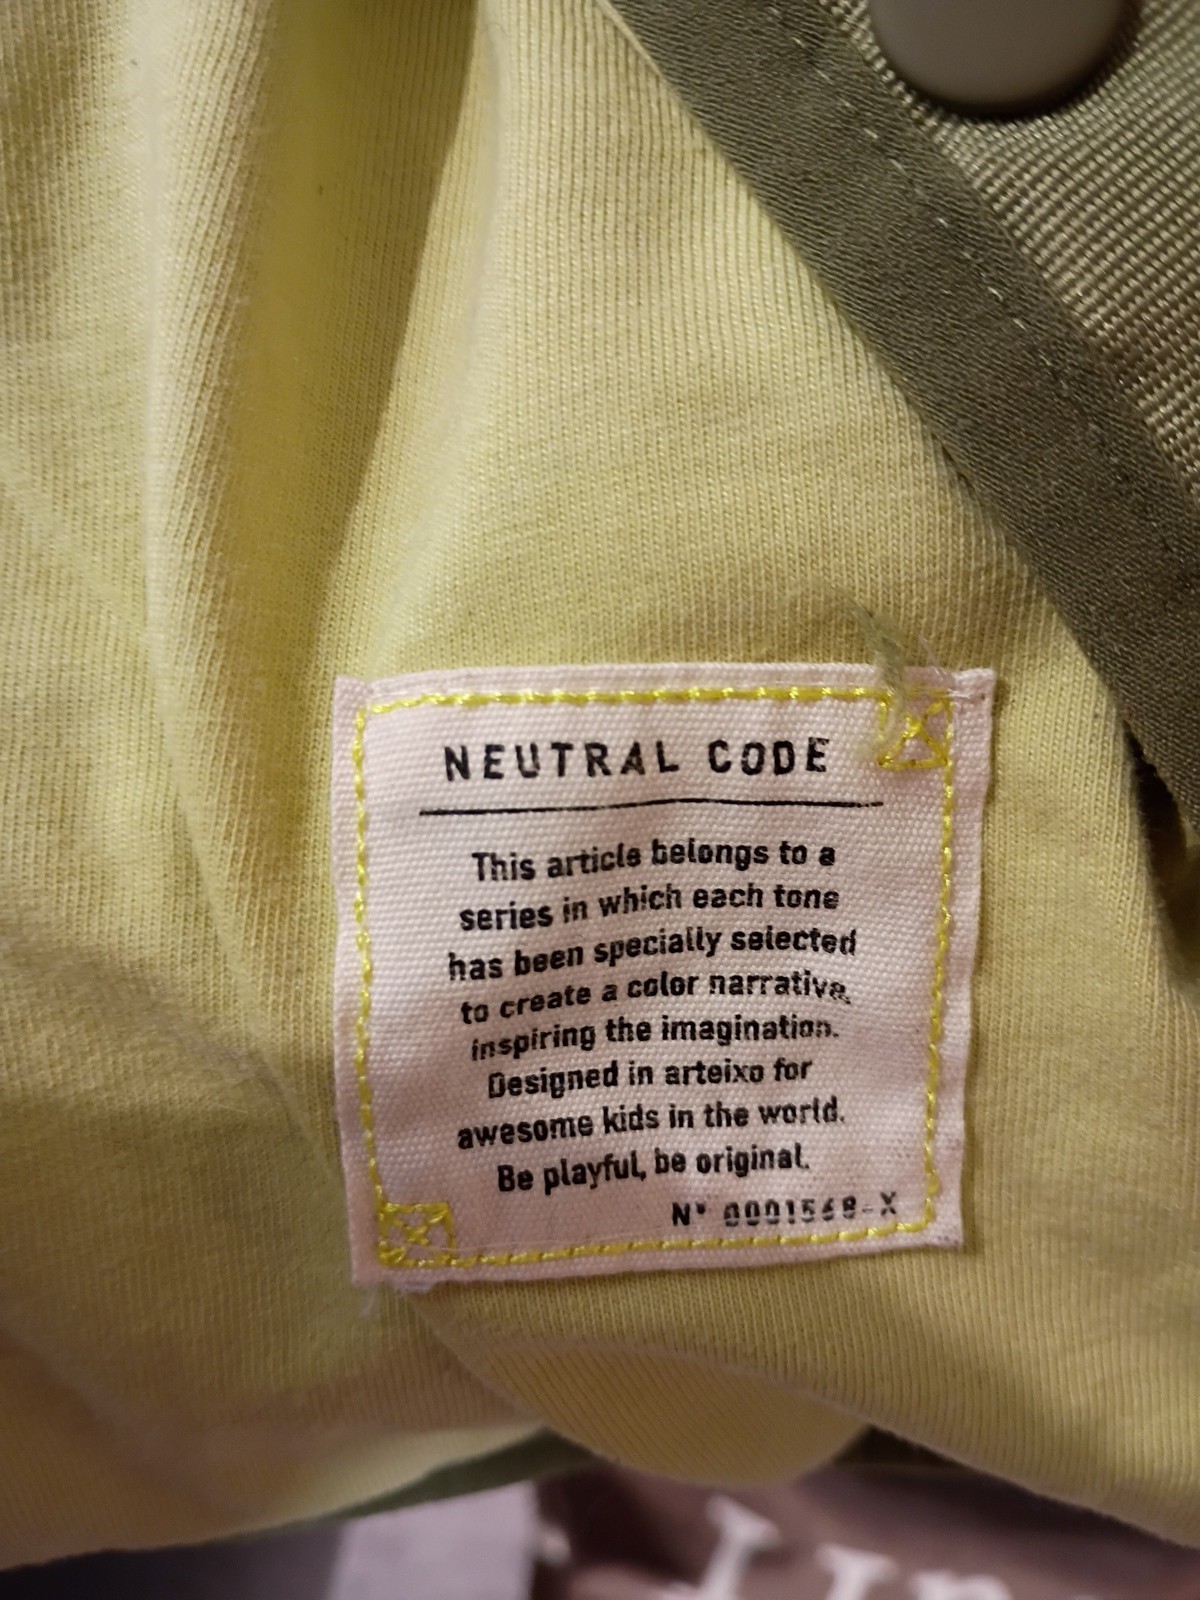 NEUTRAL CODE
This article belongs to a
series in which each tone
has been specially selected
to create a color narrative,
inspiring the imagination.
Designed in arteixo for
awesome kids in the world.
Be playful, be original.
N° 0001568-X